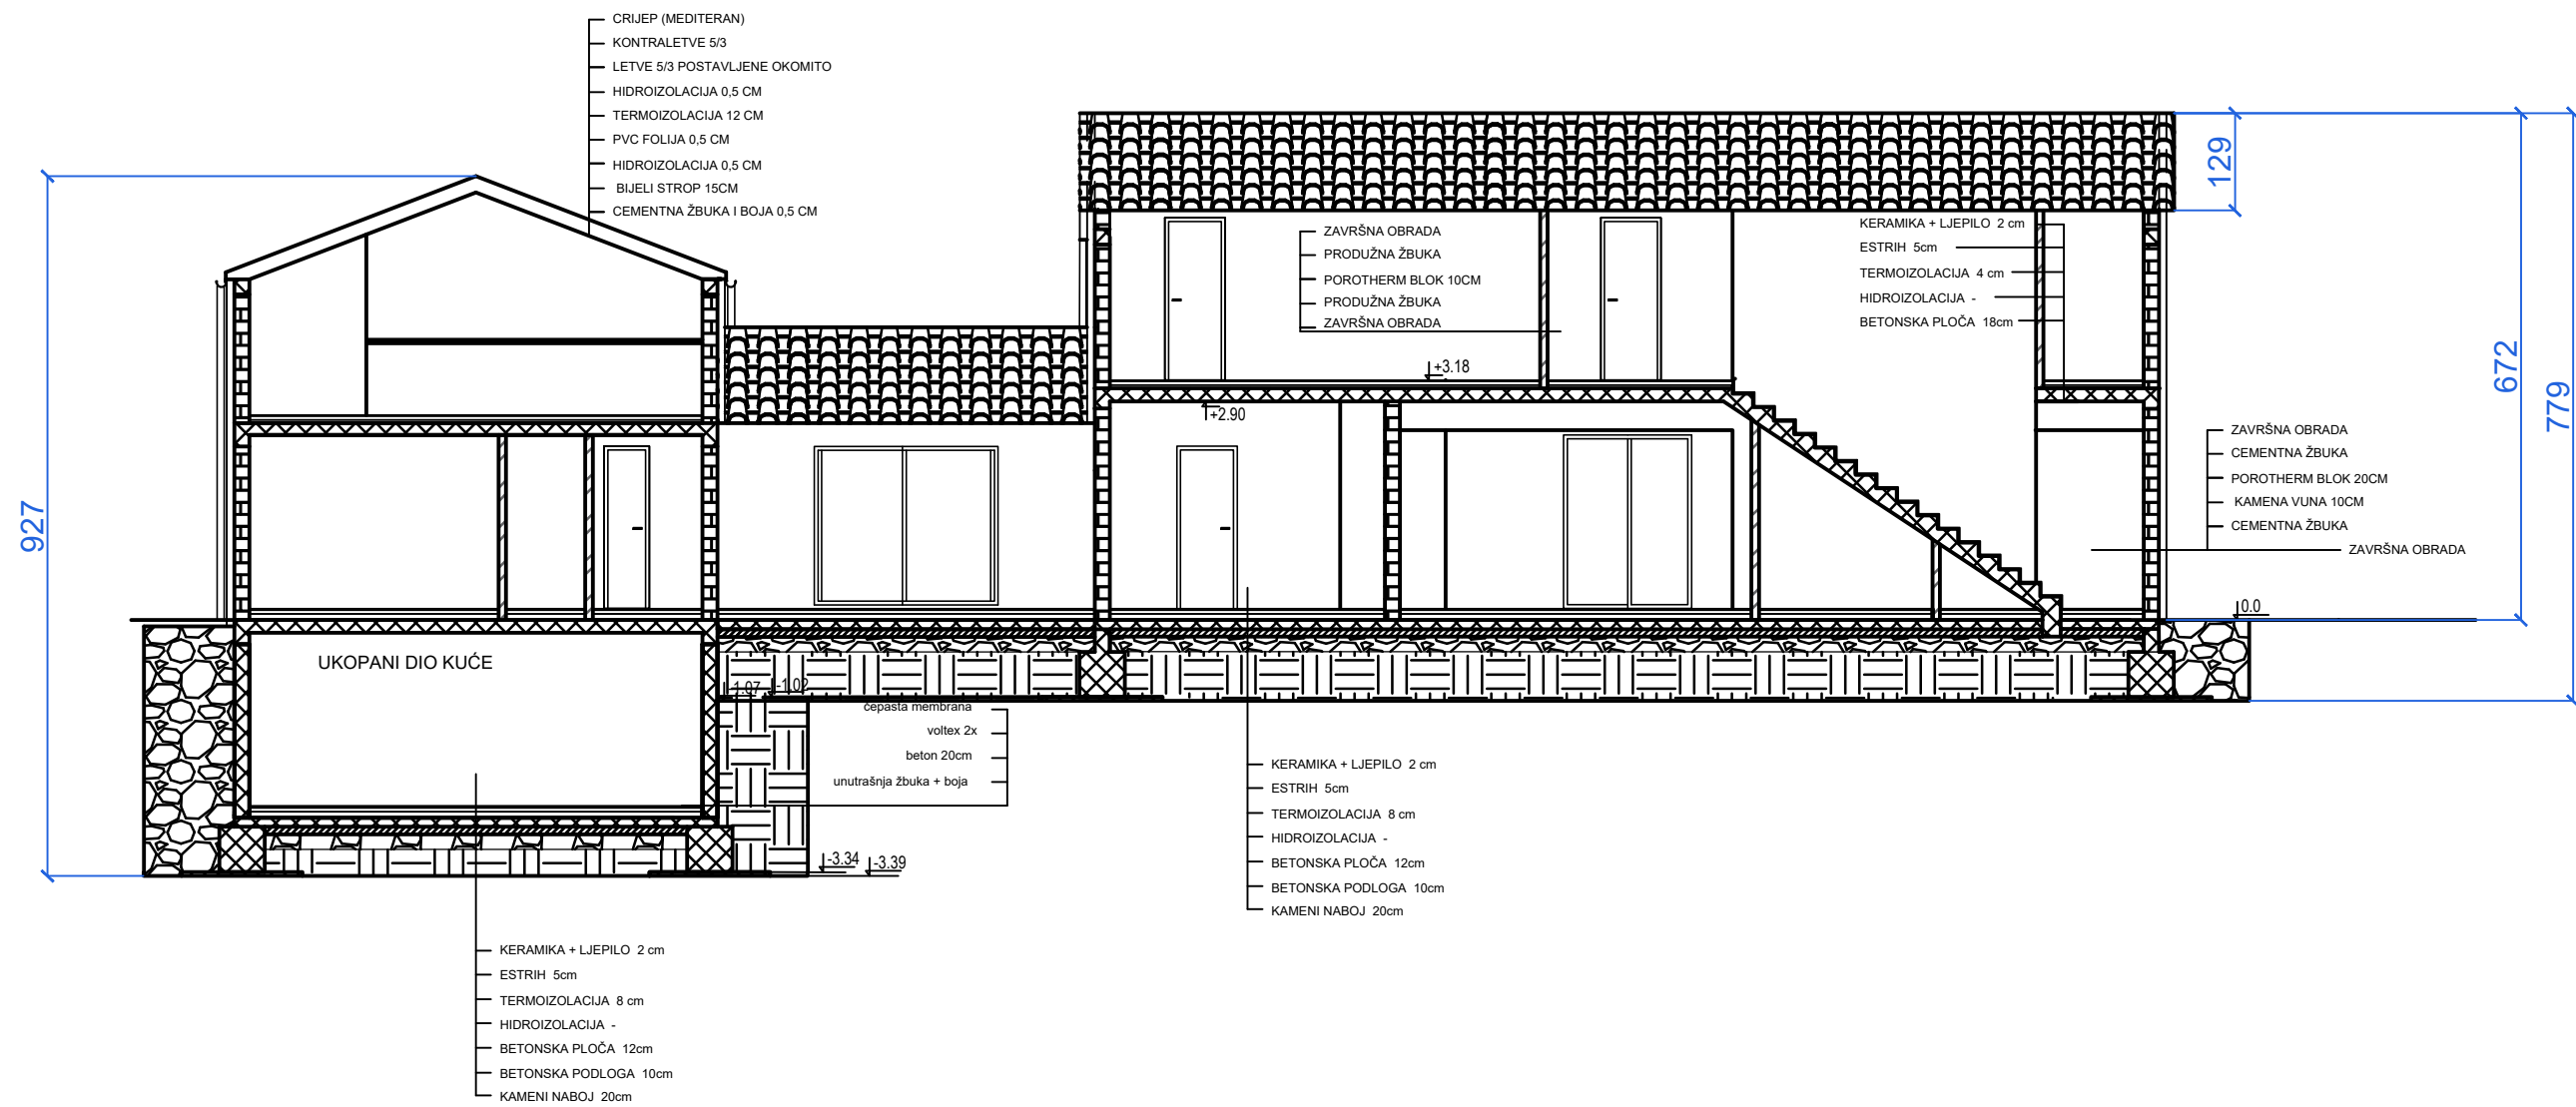 CRIJEP (MEDITERAN)
KONTRALETVE 5/3
LETVE 5/3 POSTAVLJENE OKOMITO
HIDROIZOLACIJA 0,5 CM
TERMOIZOLACIJA 12 CM
PVC FOLIJA 0,5 CM
HIDROIZOLACIJA 0,5 CM
BIJELI STROP 15CM
CEMENTNA ŽBUKA I BOJA 0,5 CM
129
672
779
927
ZAVRŠNA OBRADA
PRODUŽNA ŽBUKA
POROTHERM BLOK 10CM
PRODUŽNA ŽBUKA
ZAVRŠNA OBRADA
KERAMIKA + LJEPILO 2 cm
ESTRIH 5cm
TERMOIZOLACIJA 4 cm
HIDROIZOLACIJA -
BETONSKA PLOČA 18cm
+3.18
+2.90
ZAVRŠNA OBRADA
CEMENTNA ŽBUKA
POROTHERM BLOK 20CM
KAMENA VUNA 10CM
CEMENTNA ŽBUKA
ZAVRŠNA OBRADA
0.0
UKOPANI DIO KUĆE
-1.07
-1.02
čepasta membrana
voltex 2x
beton 20cm
unutrašnja žbuka + boja
-3.34
-3.39
KERAMIKA + LJEPILO 2 cm
ESTRIH 5cm
TERMOIZOLACIJA 8 cm
HIDROIZOLACIJA -
BETONSKA PLOČA 12cm
BETONSKA PODLOGA 10cm
KAMENI NABOJ 20cm
KERAMIKA + LJEPILO 2 cm
ESTRIH 5cm
TERMOIZOLACIJA 8 cm
HIDROIZOLACIJA -
BETONSKA PLOČA 12cm
BETONSKA PODLOGA 10cm
KAMENI NABOJ 20cm